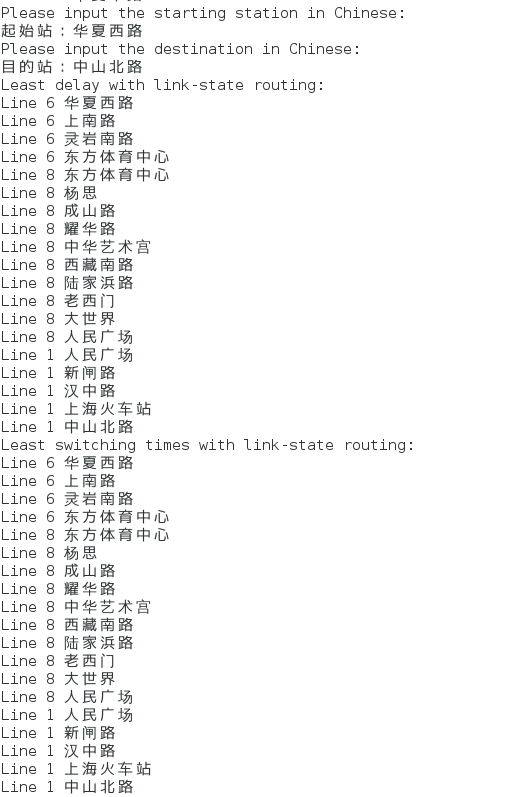 Please input the starting station in Chinese:
起始站：华夏西路
Please input the destination in Chinese:
目的站：中山北路
Least delay with link-state routing:
Line 6 华夏西路
Line 6 上南路
Line 6 灵岩南路
Line 6 东方体育中心
Line 8 东方体育中心
Line 8 杨思
Line 8 成山路
Line 8 耀华路
Line 8 中华艺术宫
Line 8 西藏南路
Line 8 陆家浜路
Line 8 老西门
Line 8 大世界
Line 8 人民广场
Line 1 人民广场
Line 1 新闸路
Line 1 汉中路
Line 1 上海火车站
Line 1 中山北路
Least switching times with link-state routing:
Line 6 华夏西路
Line 6 上南路
Line 6 灵岩南路
Line 6 东方体育中心
Line 8 东方体育中心
Line 8 杨思
Line 8 成山路
Line 8 耀华路
Line 8 中华艺术宫
Line 8 西藏南路
Line 8 陆家浜路
Line 8 老西门
Line 8 大世界
Line 8 人民广场
Line 1 人民广场
Line 1 新闸路
Line 1 汉中路
Line 1 上海火车站
Line 1 中山北路